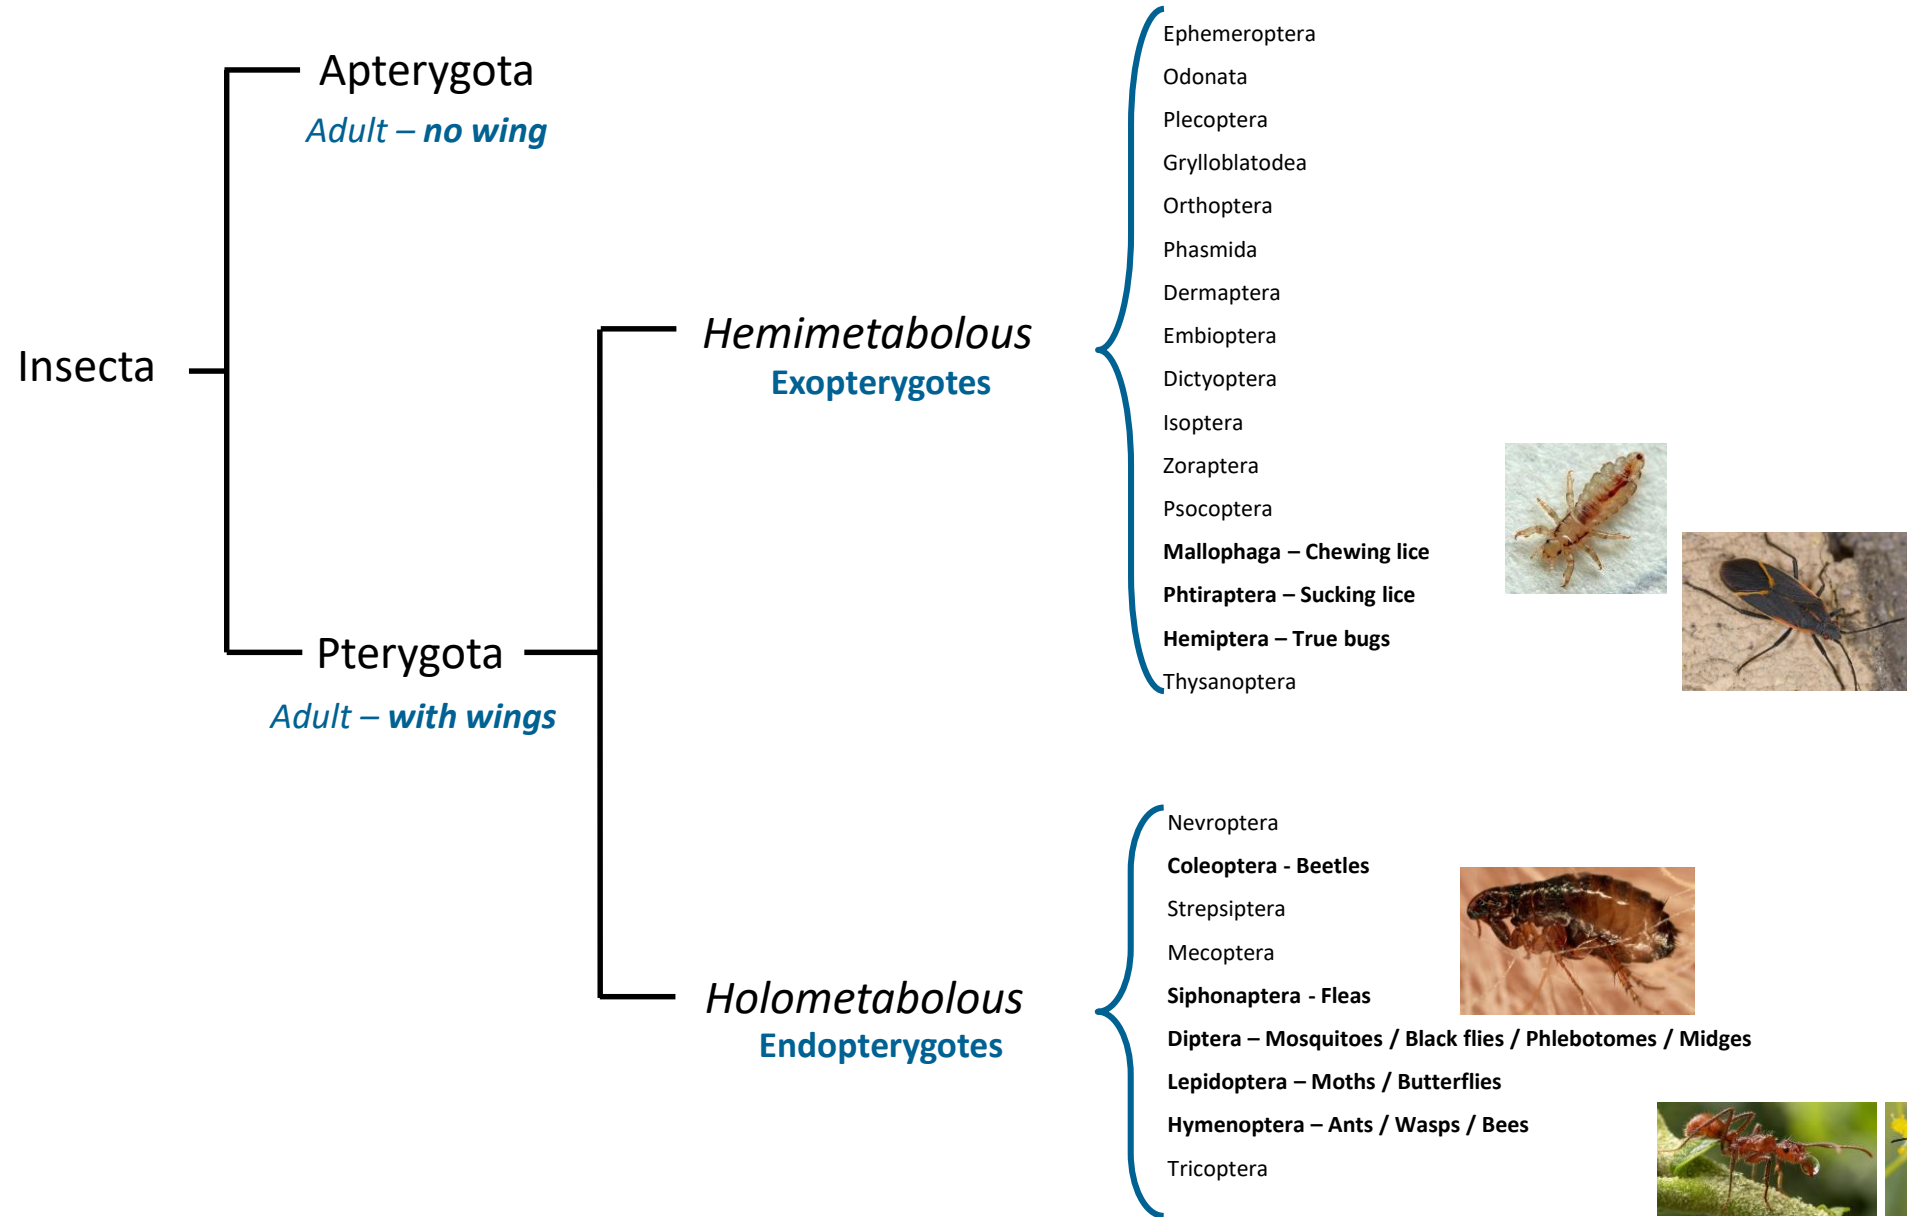 Insecta
Apterygota
Adult – no wing
Pterygota
Adult – with wings
Hemimetabolous
Exopterygotes
Ephemeroptera
Odonata
Plecoptera
Grylloblatodea
Orthoptera
Phasmida
Dermaptera
Embioptera
Dictyoptera
Isoptera
Zoraptera
Psocoptera
Mallophaga – Chewing lice
Phtiraptera – Sucking lice
Hemiptera – True bugs
Thysanoptera
Holometabolous
Endopterygotes
Nevroptera
Coleoptera - Beetles
Strepsiptera
Mecoptera
Siphonaptera - Fleas
Diptera – Mosquitoes / Black flies / Phlebotomes / Midges
Lepidoptera – Moths / Butterflies
Hymenoptera – Ants / Wasps / Bees
Tricoptera